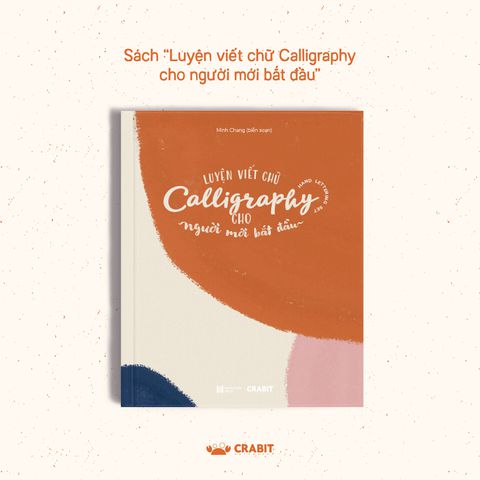 Sách "Luyện viết chữ Calligraphy
cho người mới bắt đầu"
Minh Chang (biên soạn)
LUYỆN VIẾT CHỮ
Calligraphy
HAND LETTERING SET
CHO
người mới bắt đầu
CRABIT
CRABIT